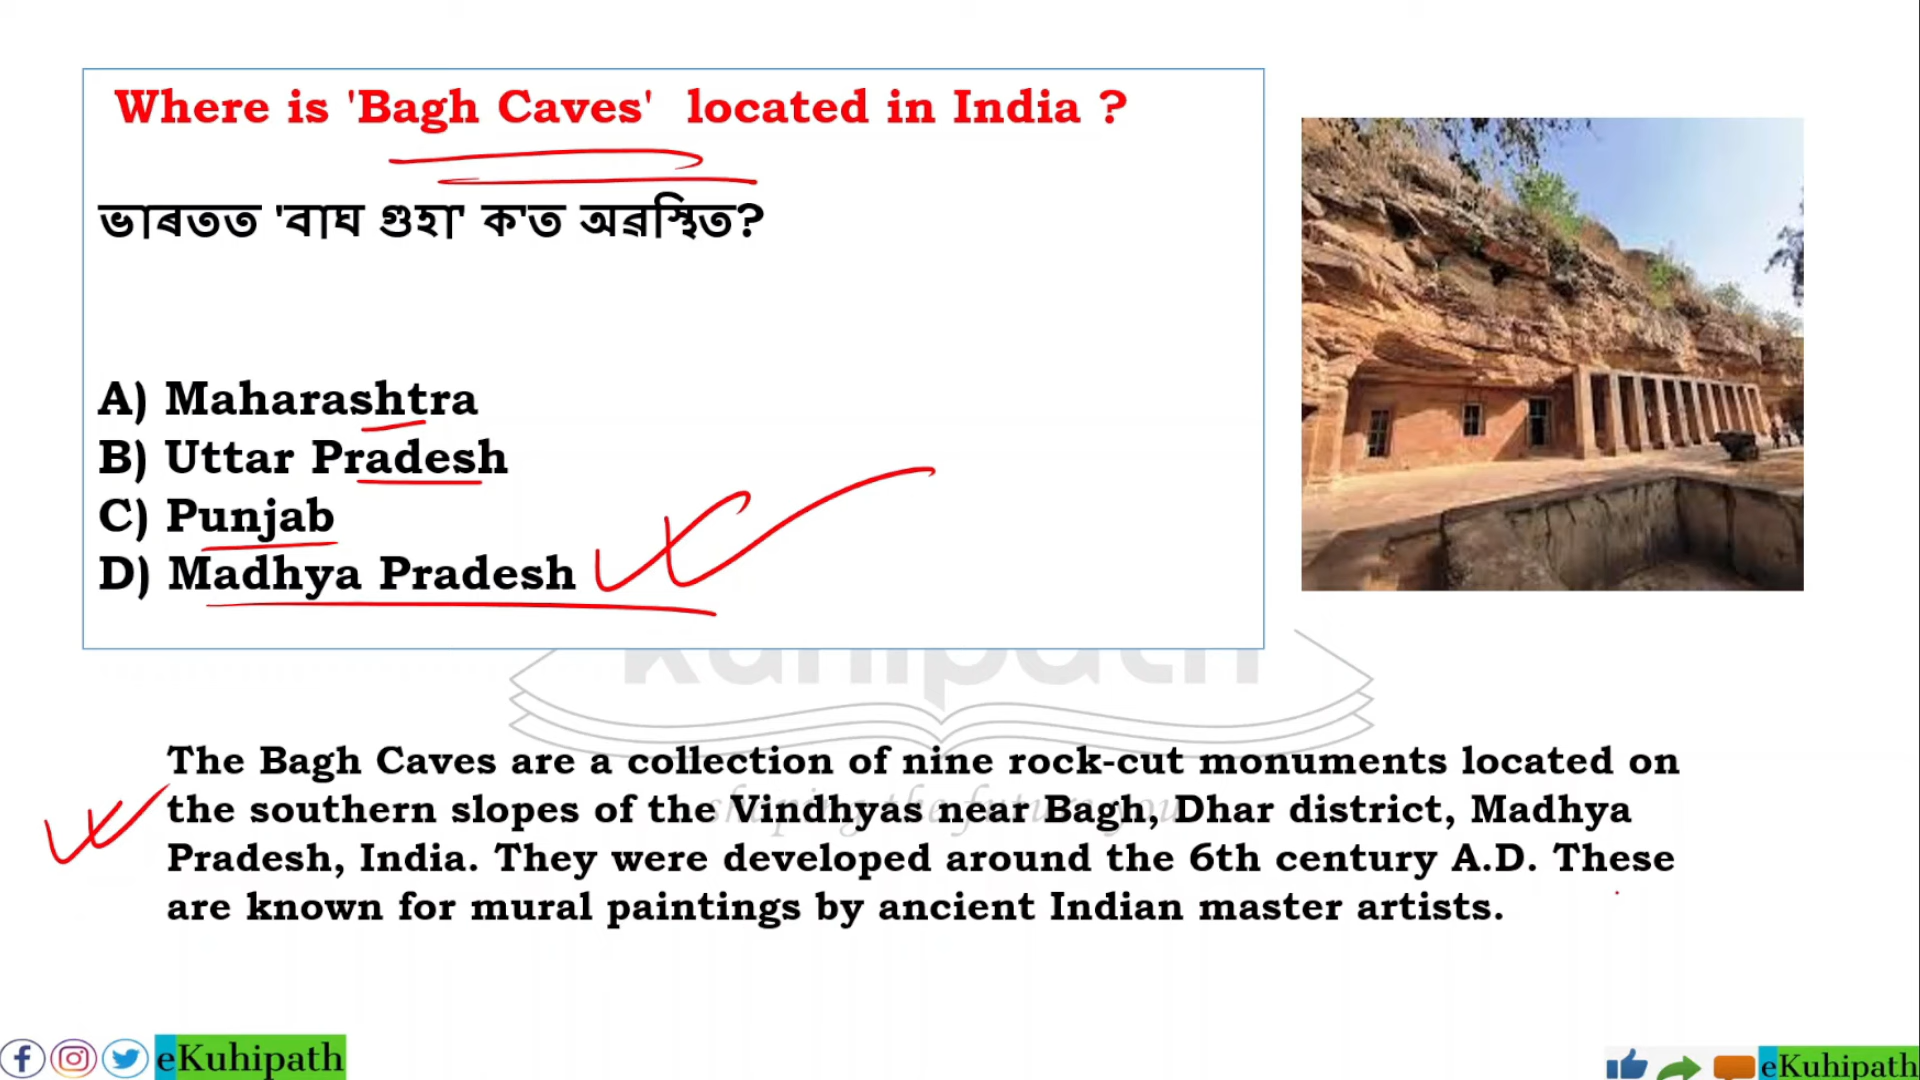 Where is 'Bagh Caves' located in India ?
ভাৰতত 'বাঘ গুহা' ক'ত অৱস্থিত?
A) Maharashtra
B) Uttar Pradesh
C) Punjab
D) Madhya Pradesh
kuhipath
The Bagh Caves are a collection of nine rock-cut monuments located on
the southern slopes of the Vindhyas near Bagh, Dhar district, Madhya
Pradesh, India. They were developed around the 6th century A.D. These
are known for mural paintings by ancient Indian master artists.
eKuhipath
eKuhipath